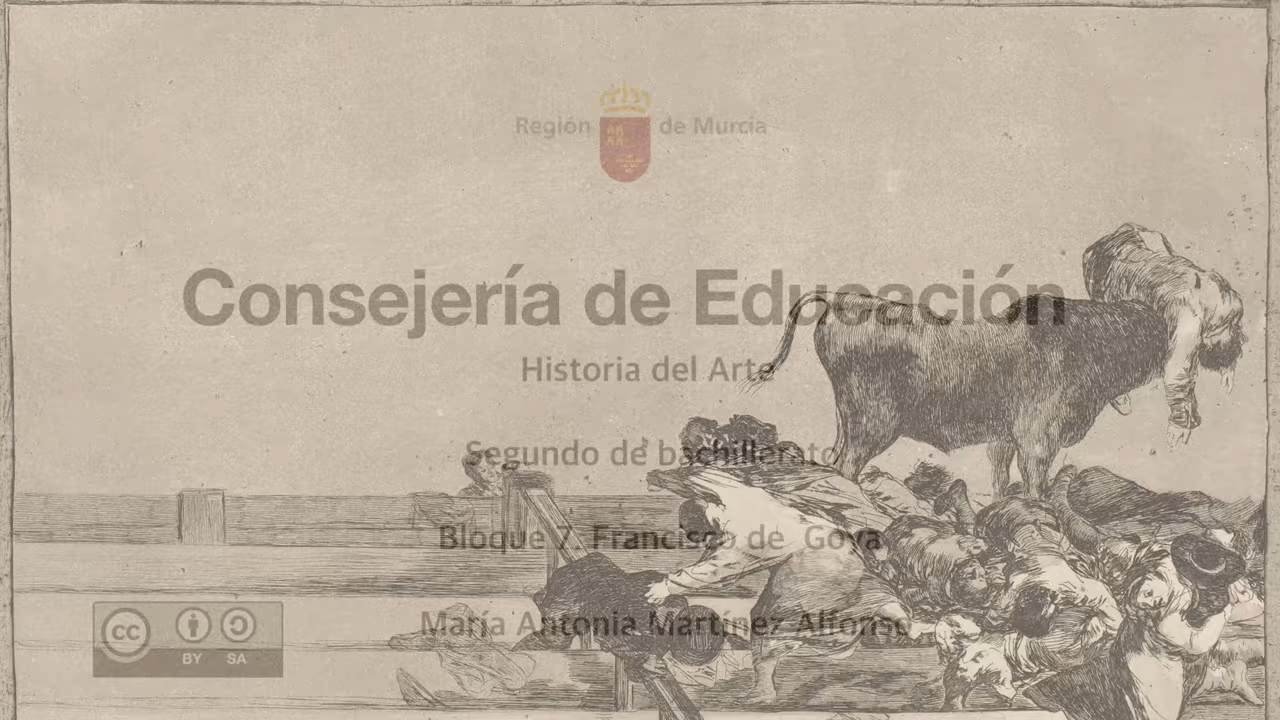 Región de Murcia
Consejería de Educación
Historia del Arte
Segundo de bachillerato
Bloque 7 Francisco de Goya
María Antonia Martínez Alfonso
cc BY SA